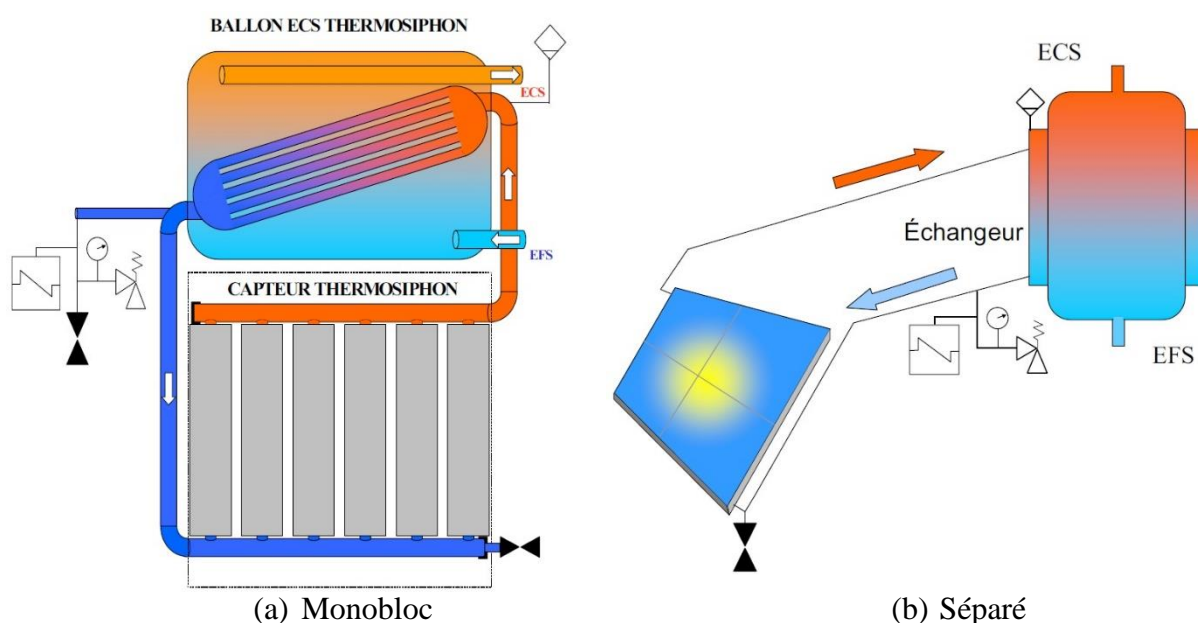 BALLON ECS THERMOSIPHON
ECS
EFS
CAPTEUR THERMOSIPHON
(a) Monobloc
ECS
Échangeur
EFS
(b) Séparé